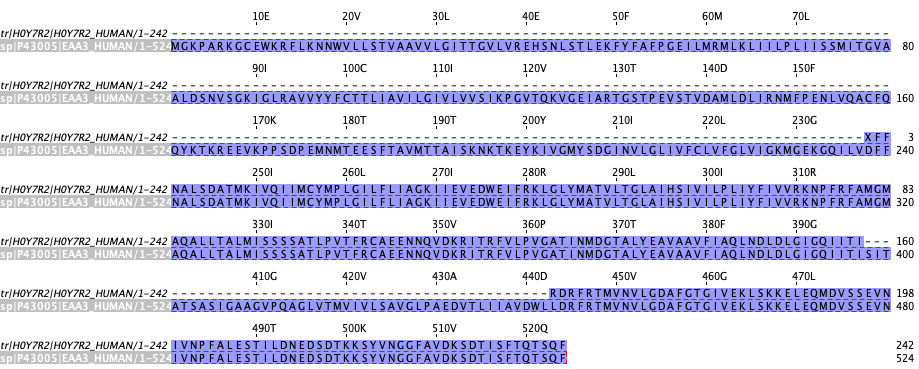 10E 20V 30I 40E 50F 60M 70L
tr|H0Y7R2|H0Y7R2_HUMAN/1-242 --------------------------------------------------------------------------------
sp|P43005|EAA3_HUMAN/1-524 MGKPARKGCEWKRFLKNNWVLLSTVAAVVLGITTGVLVREHSNLSTLEKFYFAFPGEILMRMLKLIILPLIISSMITGVA 80
90I 100C 110I 120V 130T 140D 150F
tr|H0Y7R2|H0Y7R2_HUMAN/1-242 --------------------------------------------------------------------------------
sp|P43005|EAA3_HUMAN/1-524 ALDSNVSGKIGLRAVVYYFCTTLIAVILGIVLVVSIKPGVTQKVGEIARTGSTPEVSTVDAMLDLIRNMFPENLVQACFQ 160
170K 180T 190T 200Y 210V 220L 230G
tr|H0Y7R2|H0Y7R2_HUMAN/1-242 -----------------------------------------------------------------------------XFF 3
sp|P43005|EAA3_HUMAN/1-524 QYKTKREEVKPPSDPEMNMTEESFTAVMTTAISKNKTKEYKIVGMYSDGINVLGLIVFCLVFGLVIGKMGEKGQILVDFF 240
250I 260L 270I 280R 290L 300I 310R
tr|H0Y7R2|H0Y7R2_HUMAN/1-242 NALSDATMKIVQIIMCYMPLGILFLIAGKIIEVEDWEIFRKLGLYMATVLTGLAIHSIVILPLIYFIVVRKNPFRFAMGM 83
sp|P43005|EAA3_HUMAN/1-524 NALSDATMKIVQIIMCYMPLGILFLIAGKIIEVEDWEIFRKLGLYMATVLTGLAIHSIVILPLIYFIVVRKNPFRFAMGM 320
330I 340T 350K 360P 370T 380F 390G
tr|H0Y7R2|H0Y7R2_HUMAN/1-242 AQALLTALMISSSSATLPVTFRCAEENNQVDKRITRFVLPVGATINMDGTALYEAVAAVFIAQLNDLDLGIGQIITI--- 160
sp|P43005|EAA3_HUMAN/1-524 AQALLTALMISSSSATLPVTFRCAEENNQVDKRITRFVLPVGATINMDGTALYEAVAAVFIAQLNDLDLGIGQIITISIT 400
410G 420V 430E 440D 450V 460G 470L
tr|H0Y7R2|H0Y7R2_HUMAN/1-242 ------------------------------------------RDRFRTMVNVLGDAFGTGIVEKLSKKELEQMDVSSEVN 198
sp|P43005|EAA3_HUMAN/1-524 ATSASIGAAGVPQAGLVTMVIVLSAVGLPAEDVTLIIAVDWLLDRFRTMVNVLGDAFGTGIVEKLSKKELEQMDVSSEVN 480
490T 500K 510V 520Q
tr|H0Y7R2|H0Y7R2_HUMAN/1-242 IVNPFALESTILDNEDSDTKKSYVNGGFAVDKSDTISFTQTSQF 242
sp|P43005|EAA3_HUMAN/1-524 IVNPFALESTILDNEDSDTKKSYVNGGFAVDKSDTISFTQTSQF 524